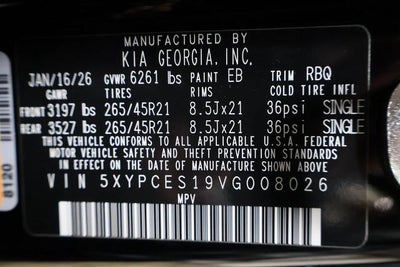 MANUFACTURED BY
KIA GEORGIA, INC.
JAN/16/26 GVWR 6261 lbs PAINT EB TRIM RBQ
GAWR TIRES RIMS COLD TIRE INFL
FRONT 3197 lbs 265/45R21 8.5Jx21 36psi SINGLE
REAR 3527 lbs 265/45R21 8.5Jx21 36psi SINGLE
THIS VEHICLE CONFORMS TO ALL APPLICABLE U.S.A. FEDERAL
MOTOR VEHICLE SAFETY AND THEFT PREVENTION STANDARDS
IN EFFECT ON THE DATE OF MANUFACTURE SHOWN ABOVE
VIN 5XYPCES19VG008026
MPV
8120